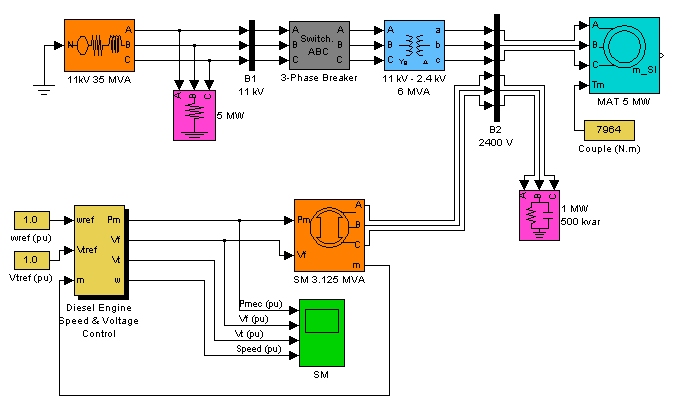 N
A
B
C
11kV 35 MVA
A B C
5 MW
B1
11 kV
A
B
C
Switch.
ABC
3-Phase Breaker
A
B
C
a
b
c
Yg
Δ
11 kV - 2.4 kV
6 MVA
B2
2400 V
A
B
C
Tm
m_SI
MAT 5 MW
7964
Couple (N.m)
A B C
1 MW
500 kvar
1.0
wref (pu)
1.0
Vtref (pu)
wref
Vtref
m
Pm
Vf
Vt
w
Diesel Engine
Speed & Voltage
Control
Pm
Vf
A
B
C
m
SM 3.125 MVA
Pmec (pu)
Vf (pu)
Vt (pu)
Speed (pu)
SM